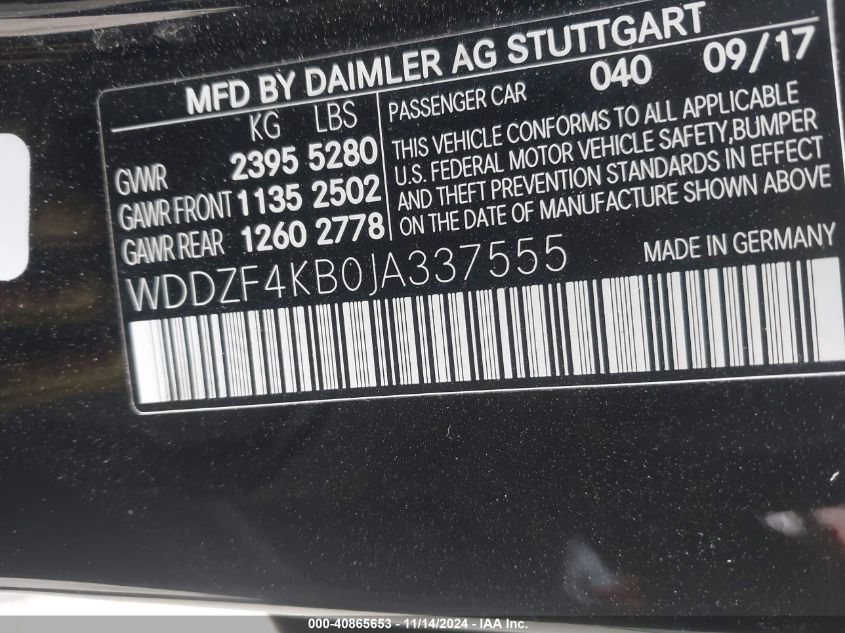 MFD BY DAIMLER AG STUTTGART
040 09/17
KG LBS
GVWR 2395 5280
GAWR FRONT 1135 2502
GAWR REAR 1260 2778
PASSENGER CAR
THIS VEHICLE CONFORMS TO ALL APPLICABLE
U.S. FEDERAL MOTOR VEHICLE SAFETY,BUMPER
AND THEFT PREVENTION STANDARDS IN EFFECT
ON THE DATE OF MANUFACTURE SHOWN ABOVE
WDDZF4KB0JA337555
MADE IN GERMANY
000-40865653 - 11/14/2024 - IAA Inc.